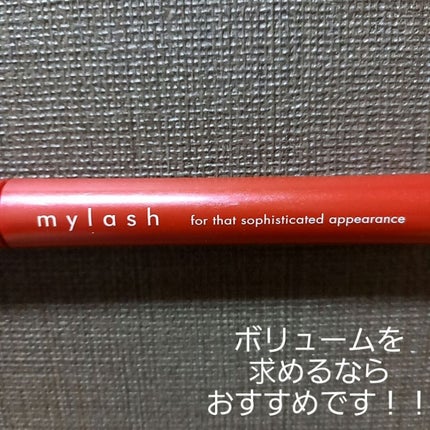 mylash for that sophisticated appearance
ボリュームを
求めるなら
おすすめです！！